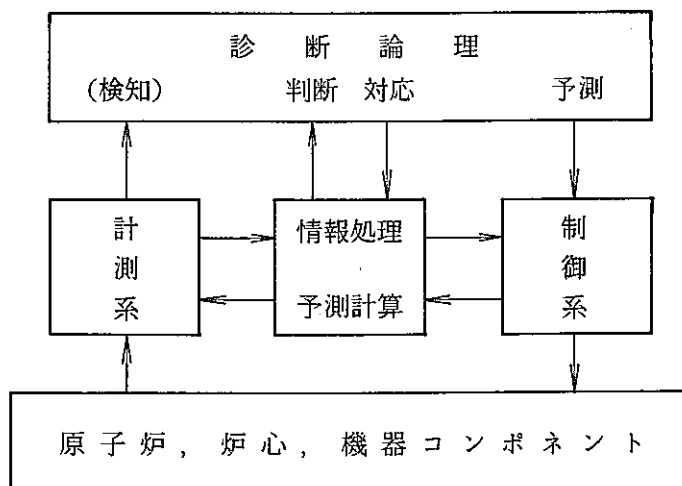 診断論理
(検知) 判断 対応 予測
計測系
情報処理
予測計算
制御系
原子炉, 炉心, 機器コンポネント